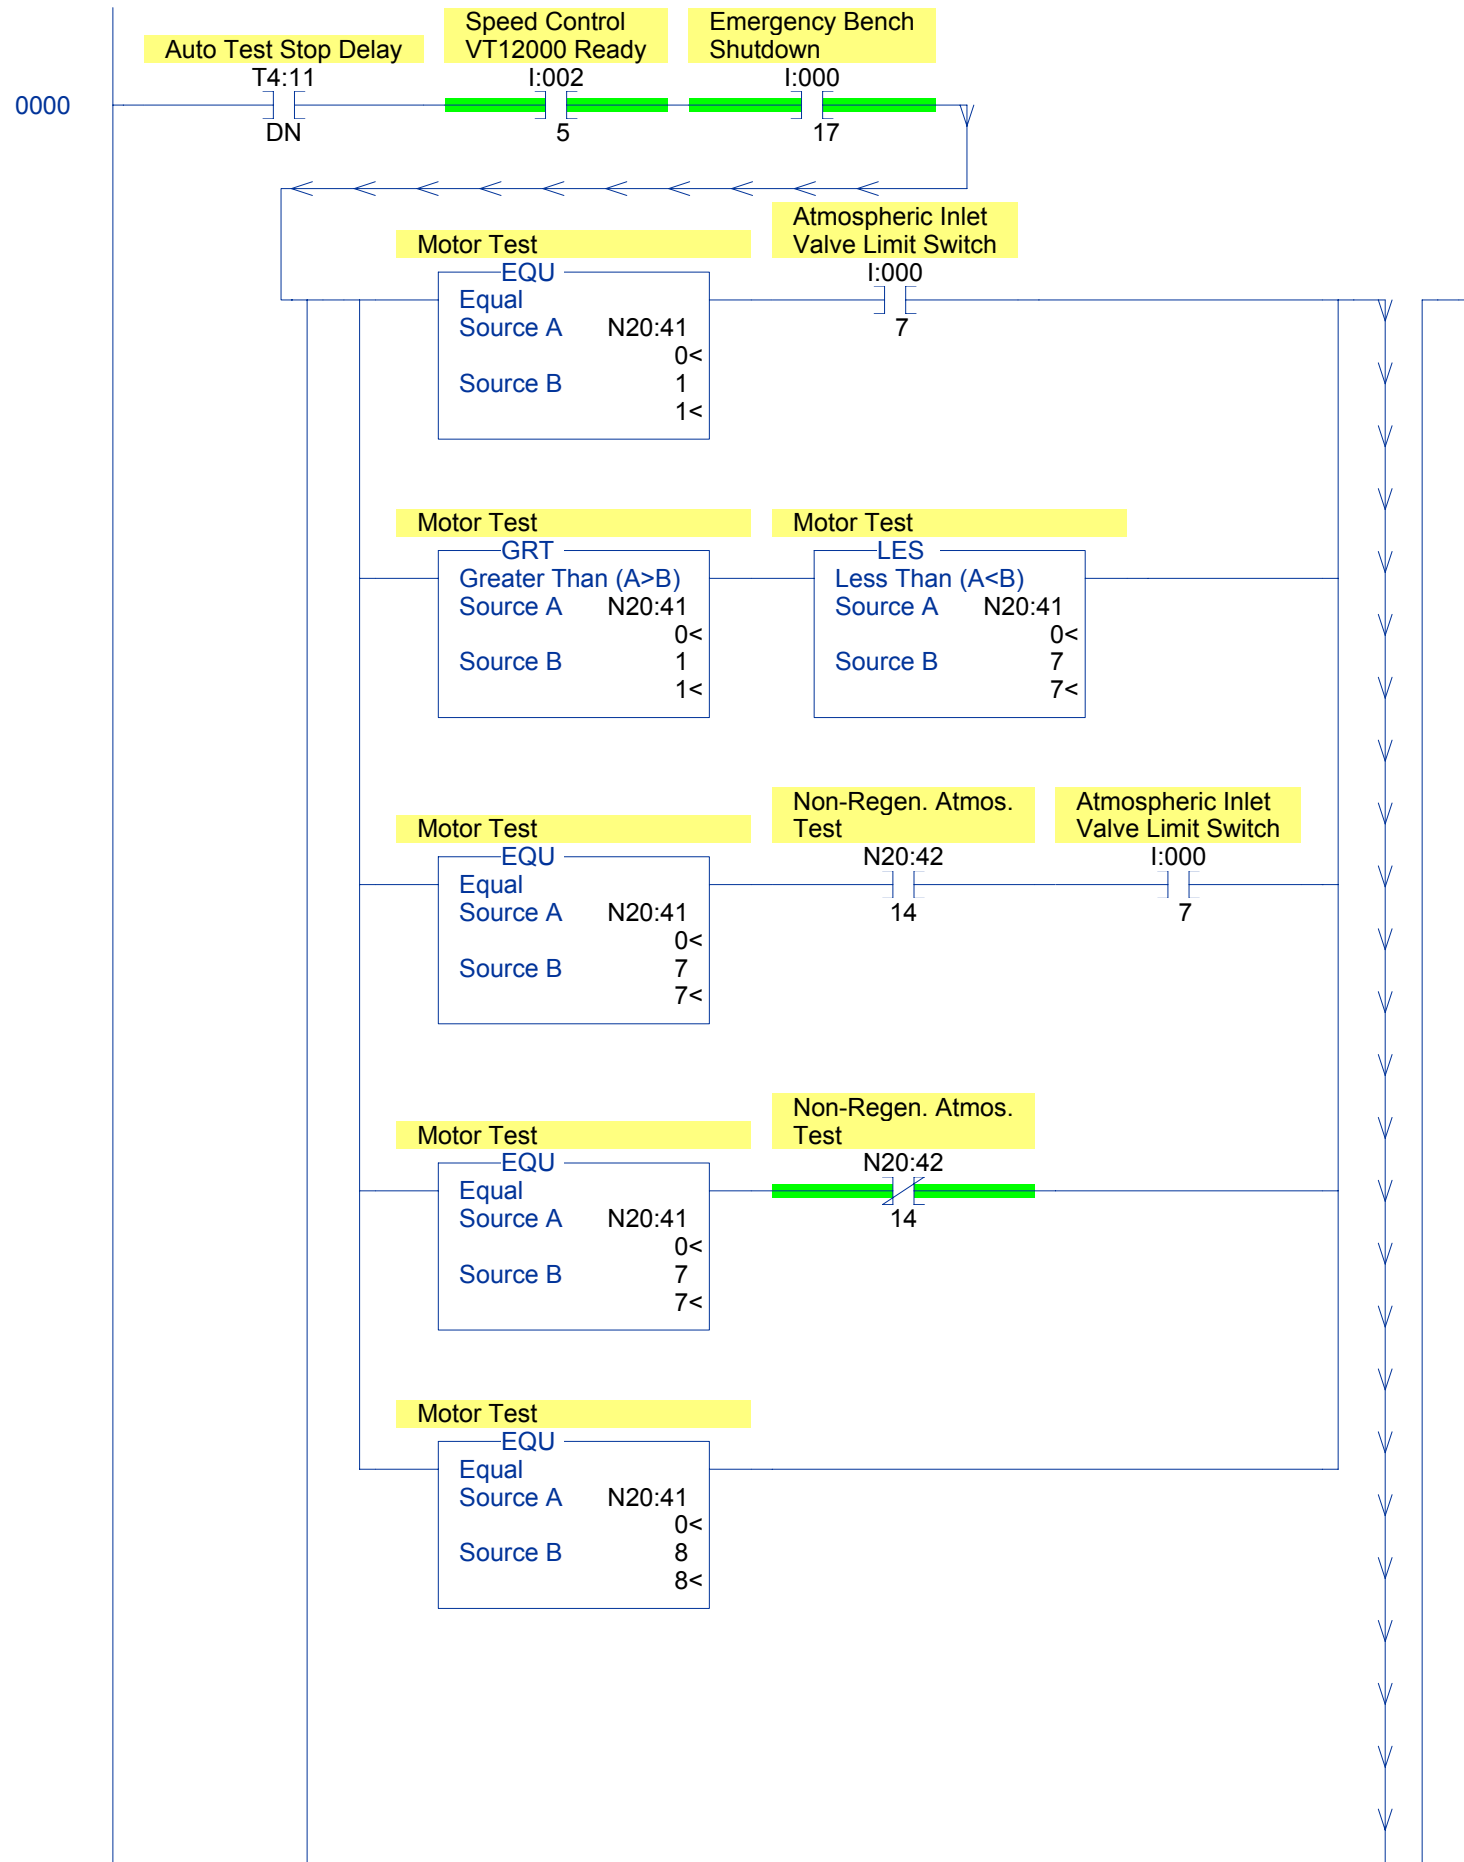 Auto Test Stop Delay
T4:11
DN
Speed Control
VT12000 Ready
I:002
5
Emergency Bench
Shutdown
I:000
17
0000
Motor Test
EQU
Equal
Source A N20:41
0<
Source B 1
1<
Atmospheric Inlet
Valve Limit Switch
I:000
7
Motor Test
GRT
Greater Than (A>B)
Source A N20:41
0<
Source B 1
1<
Motor Test
LES
Less Than (A<B)
Source A N20:41
0<
Source B 7
7<
Motor Test
EQU
Equal
Source A N20:41
0<
Source B 7
7<
Non-Regen. Atmos.
Test
N20:42
14
Atmospheric Inlet
Valve Limit Switch
I:000
7
Motor Test
EQU
Equal
Source A N20:41
0<
Source B 7
7<
Non-Regen. Atmos.
Test
N20:42
14
Motor Test
EQU
Equal
Source A N20:41
0<
Source B 8
8<